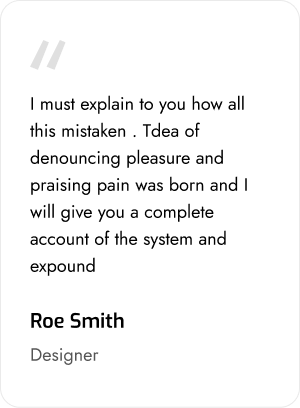 I must explain to you how all
this mistaken . Tdea of
denouncing pleasure and
praising pain was born and I
will give you a complete
account of the system and
expound
Roe Smith
Designer